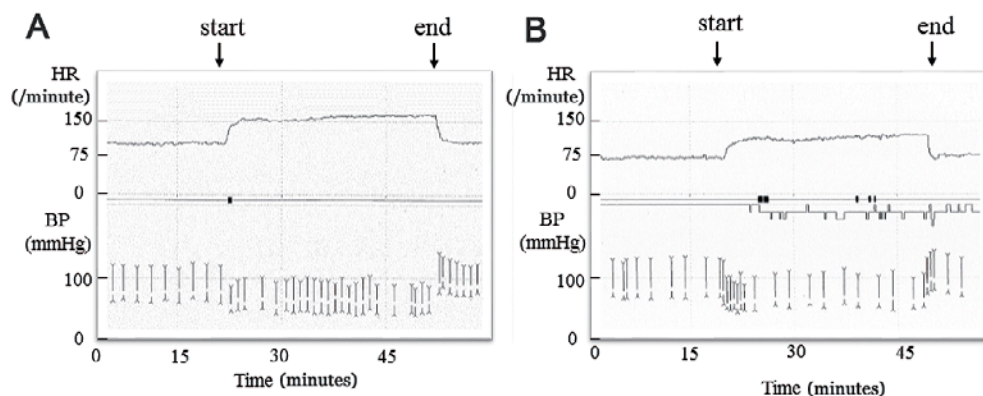 A
start
end
HR
(/minute)
150
75
0
BP
(mmHg)
100
0
0
15
30
45
Time (minutes)
B
start
end
HR
(/minute)
150
75
0
BP
(mmHg)
100
0
0
15
30
45
Time (minutes)